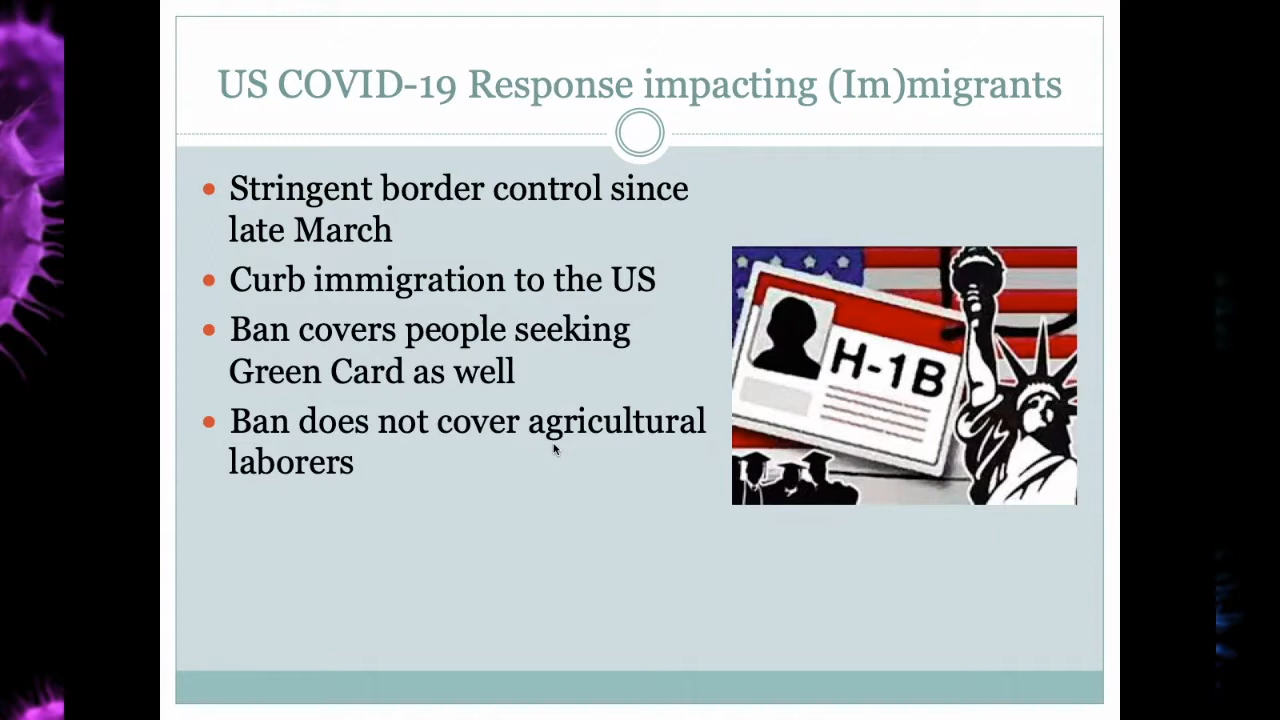 US COVID-19 Response impacting (Im)migrants
• Stringent border control since
late March
• Curb immigration to the US
• Ban covers people seeking
Green Card as well
• Ban does not cover agricultural
laborers
H-1B